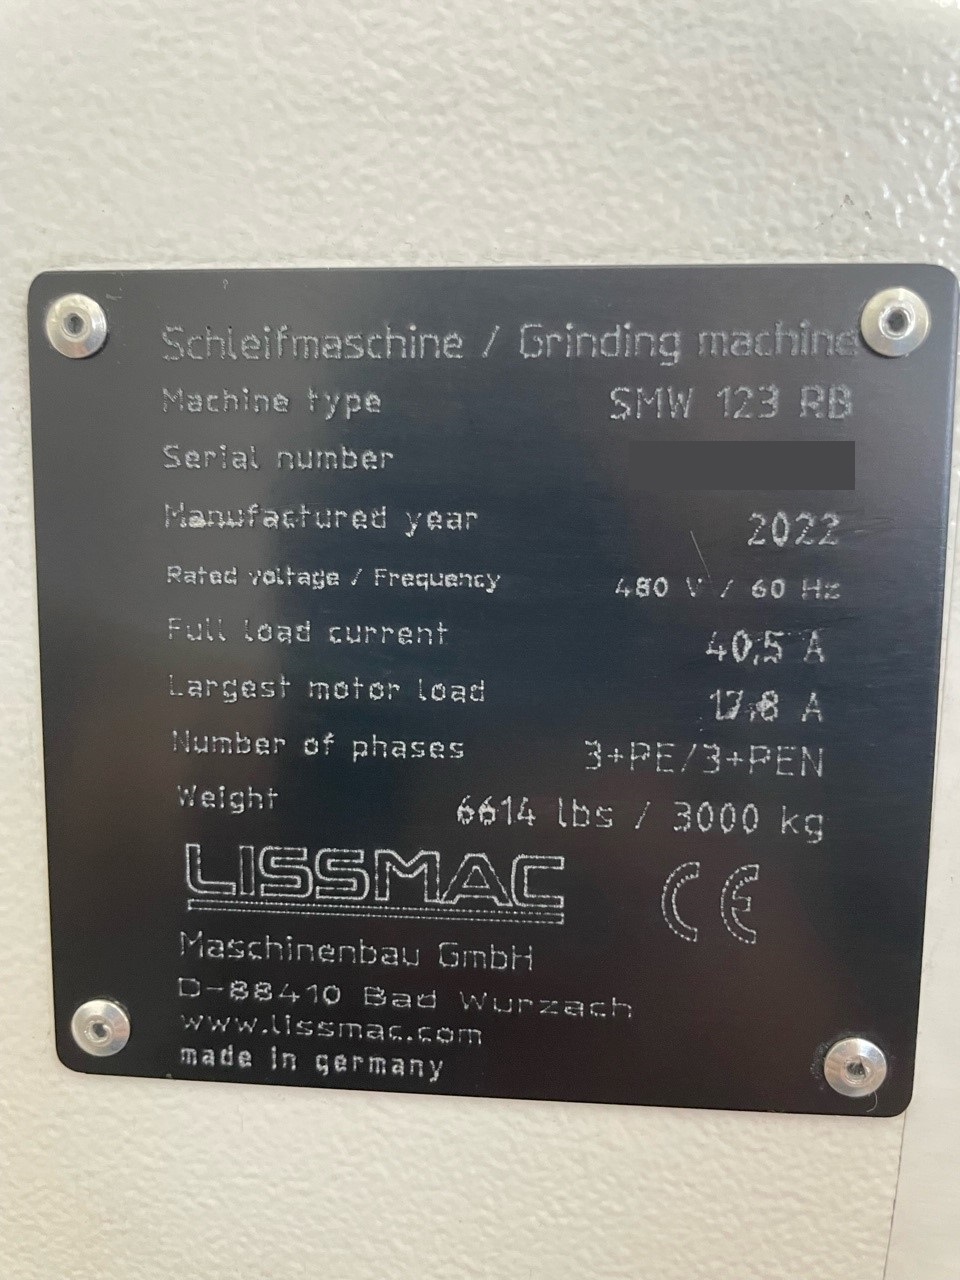 Schleifmaschine / Grinding machine
Machine type SMW 123 RB
Serial number
Manufactured year 2022
Rated voltage / Frequency 480 V / 60 Hz
Full load current 40,5 A
Largest motor load 17,8 A
Number of phases 3+PE/3+PEN
Weight 6614 lbs / 3000 kg
LISSMAC CE
Maschinenbau GmbH
D-88410 Bad Wurzach
www.lissmac.com
made in germany